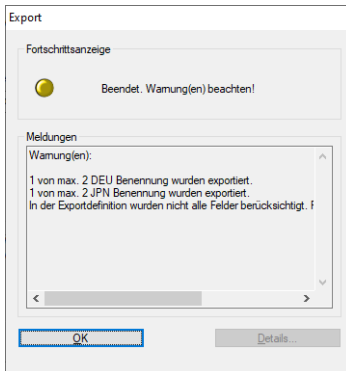 Export
Fortschrittsanzeige
Beendet. Warnung(en) beachten!
Meldungen
Warnung(en):
1 von max. 2 DEU Benennung wurden exportiert.
1 von max. 2 JPN Benennung wurden exportiert.
In der Exportdefinition wurden nicht alle Felder berücksichtigt. F
OK
Details...